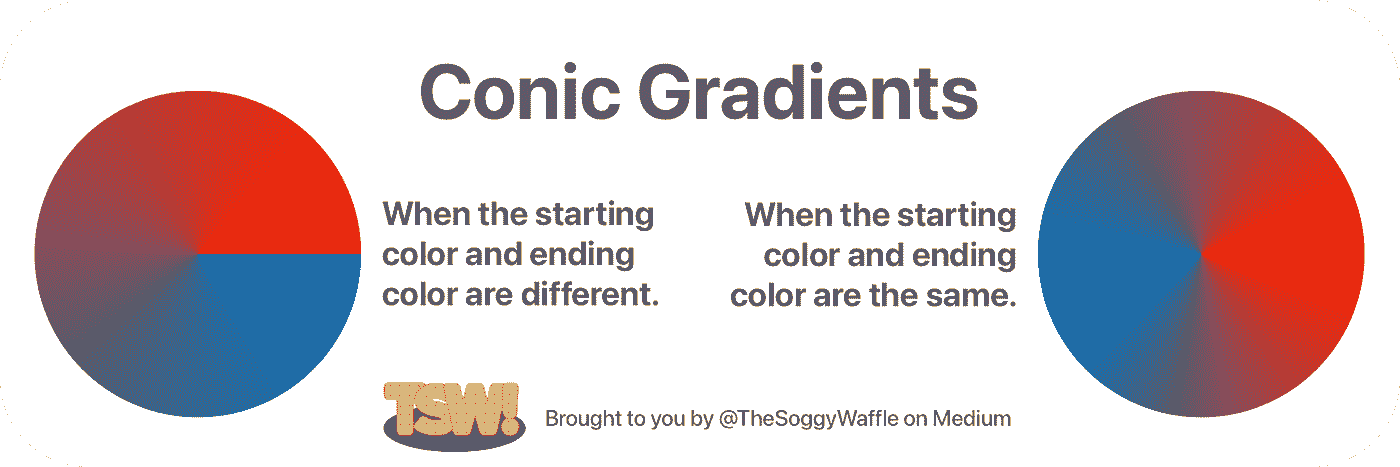 Conic Gradients
When the starting
color and ending
color are different.
When the starting
color and ending
color are the same.
TSW!
Brought to you by @TheSoggyWaffle on Medium